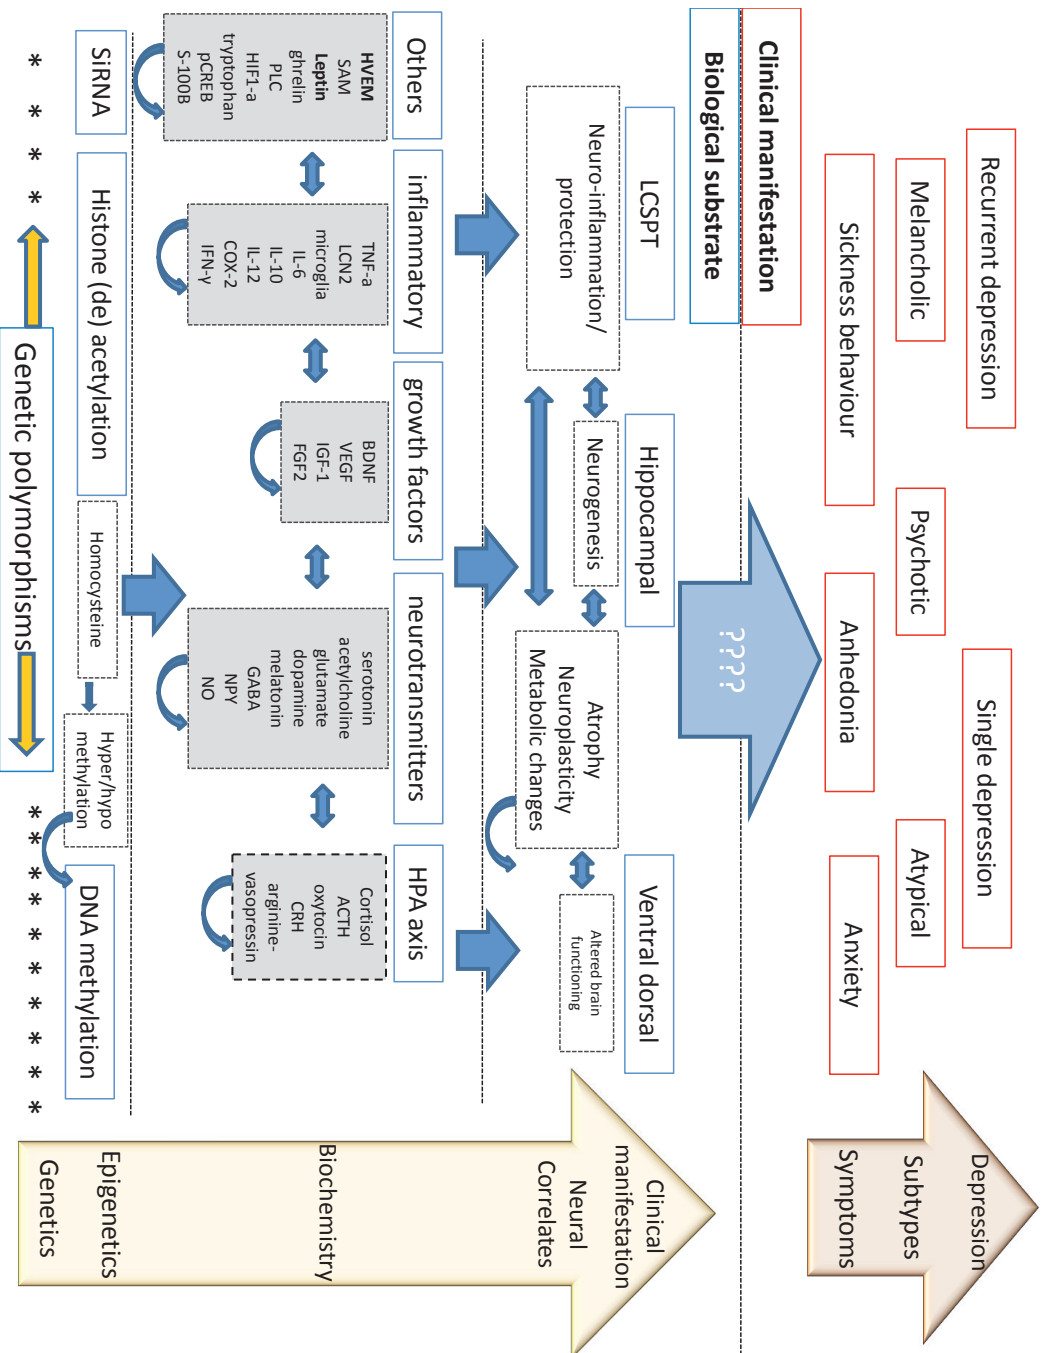 Recurrent depression
Single depression
Depression
Melancholic
Psychotic
Atypical
Subtypes
Sickness behaviour
Anhedonia
Anxiety
Symptoms
Clinical manifestation
Biological substrate
????
Clinical
manifestation
LCSPT
Hippocampal
Ventral dorsal
Neuro-inflammation/
protection
Neurogenesis
Atrophy
Neuroplasticity
Metabolic changes
Altered brain
functioning
Neural
Correlates
Others
inflammatory
growth factors
neurotransmitters
HPA axis
HVEM
SAM
Leptin
ghrelin
PLC
HIF1-a
tryptophan
pCREB
S-100B
TNF-a
LCN2
microglia
IL-6
IL-10
IL-12
COX-2
IFN-γ
BDNF
VEGF
IGF-1
FGF2
serotonin
acetylcholine
glutamate
dopamine
melatonin
GABA
NPY
NO
Cortisol
ACTH
oxytocin
CRH
arginine-
vasopressin
Biochemistry
SiRNA
Histone (de) acetylation
Homocysteine
Hyper/hypo
methylation
DNA methylation
Epigenetics
* * * *
Genetic polymorphisms
* * * * * * * * * * *
Genetics